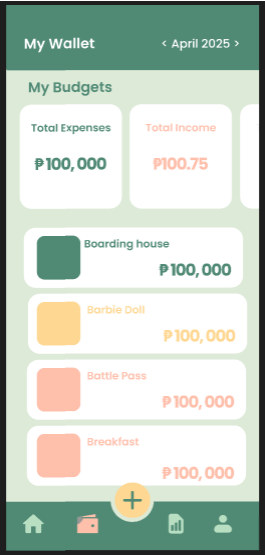 My Wallet
< April 2025 >
My Budgets
Total Expenses
₱100, 000
Total Income
₱100.75
Boarding house
₱100, 000
Barbie Doll
₱100, 000
Battle Pass
₱100, 000
Breakfast
₱100, 000